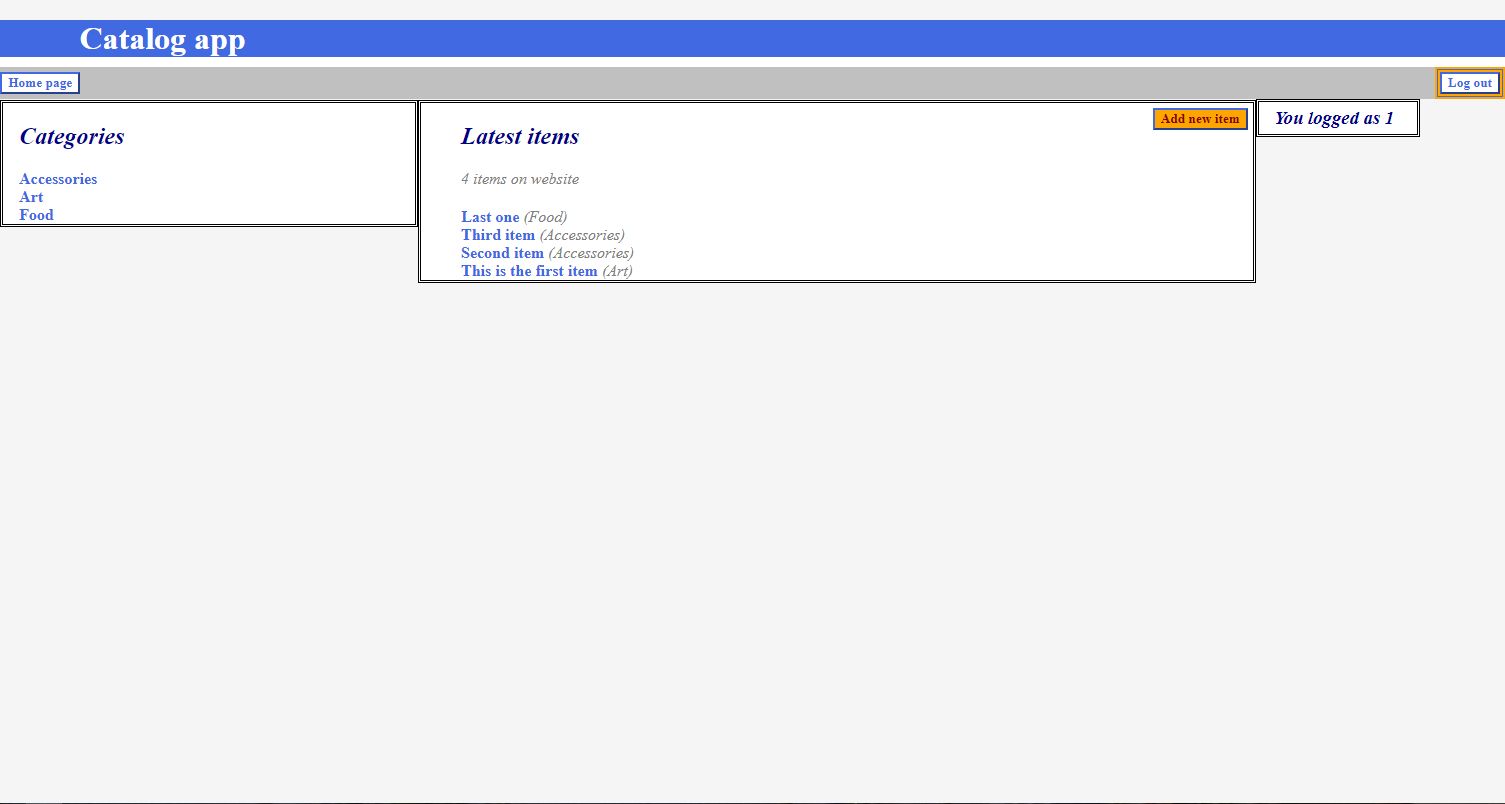 Catalog app
Home page
Log out
Categories
Accessories
Art
Food
Latest items
Add new item
4 items on website
Last one (Food)
Third item (Accessories)
Second item (Accessories)
This is the first item (Art)
You logged as 1